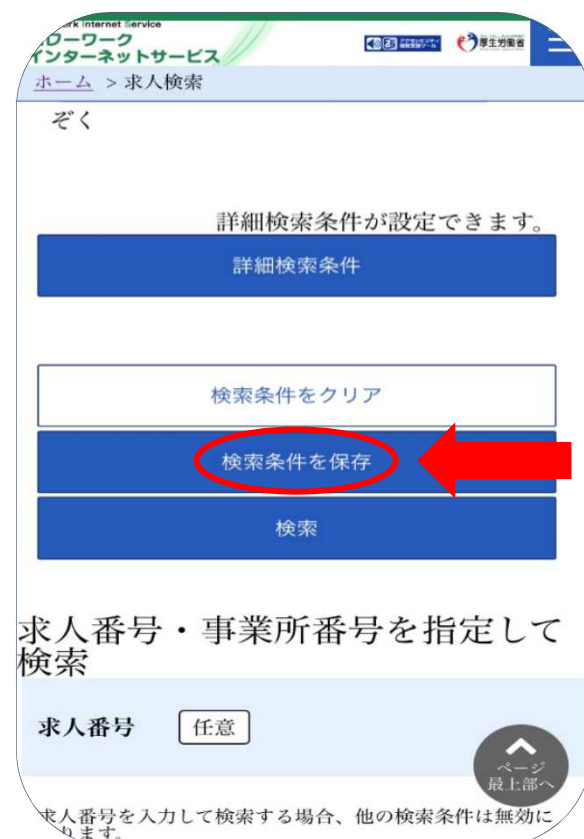 rk Internet Service
ローワーク
インターネットサービス
厚生労働省
ホーム > 求人検索
ぞく
詳細検索条件が設定できます。
詳細検索条件
検索条件をクリア
検索条件を保存
検索
求人番号・事業所番号を指定して
検索
求人番号 任意
ページ
最上部へ
求人番号を入力して検索する場合、他の検索条件は無効に
ります。